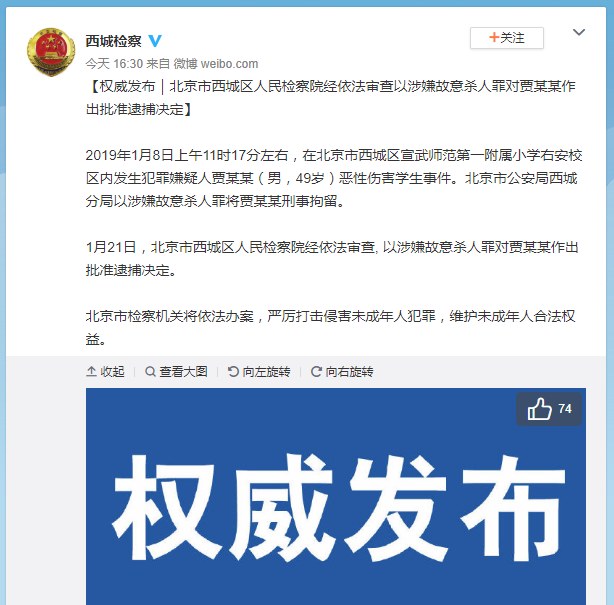 西城检察
+关注
今天 16:30 来自 微博 weibo.com
【权威发布｜北京市西城区人民检察院经依法审查以涉嫌故意杀人罪对贾某某作
出批准逮捕决定】
2019年1月8日上午11时17分左右，在北京市西城区宣武师范第一附属小学右安校
区内发生犯罪嫌疑人贾某某（男，49岁）恶性伤害学生事件。北京市公安局西城
分局以涉嫌故意杀人罪将贾某某刑事拘留。
1月21日，北京市西城区人民检察院经依法审查, 以涉嫌故意杀人罪对贾某某作出
批准逮捕决定。
北京市检察机关将依法办案，严厉打击侵害未成年人犯罪，维护未成年人合法权
益。
收起 查看大图 向左旋转 向右旋转
74
权威发布